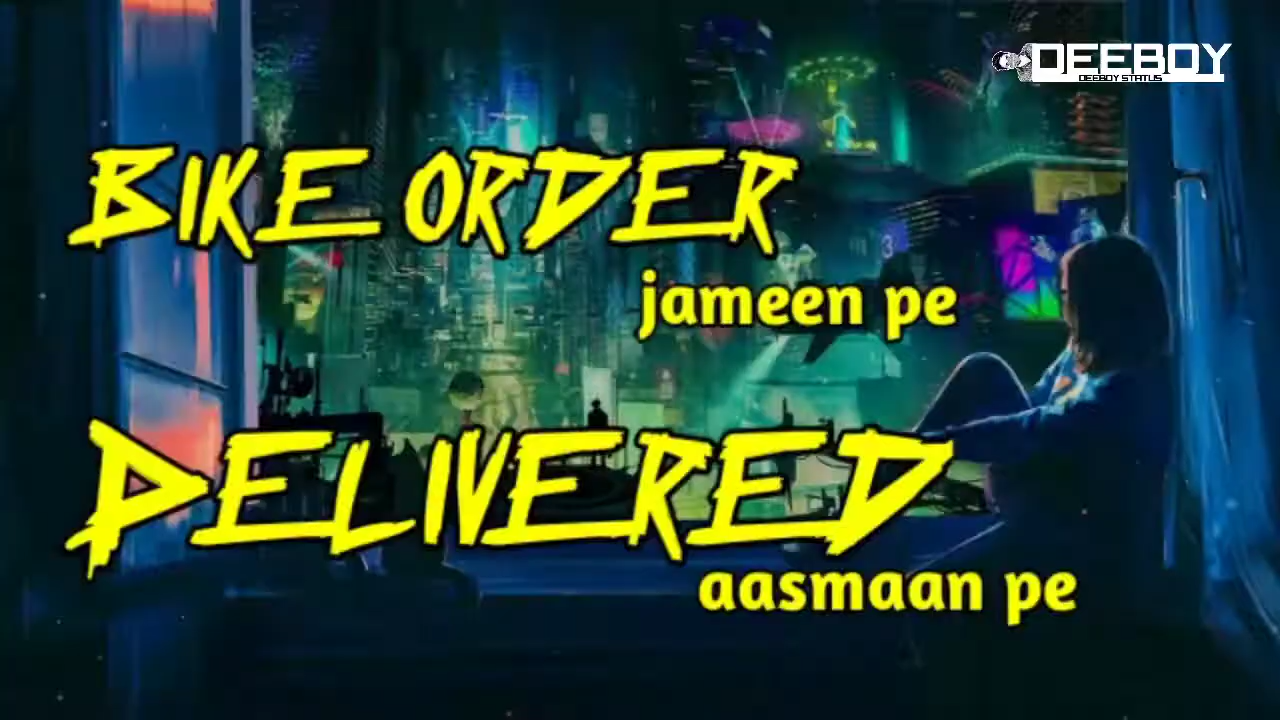 DEEBOY
DEEBOY STATUS
BIKE ORDER
jameen pe
DELIVERED
aasmaan pe